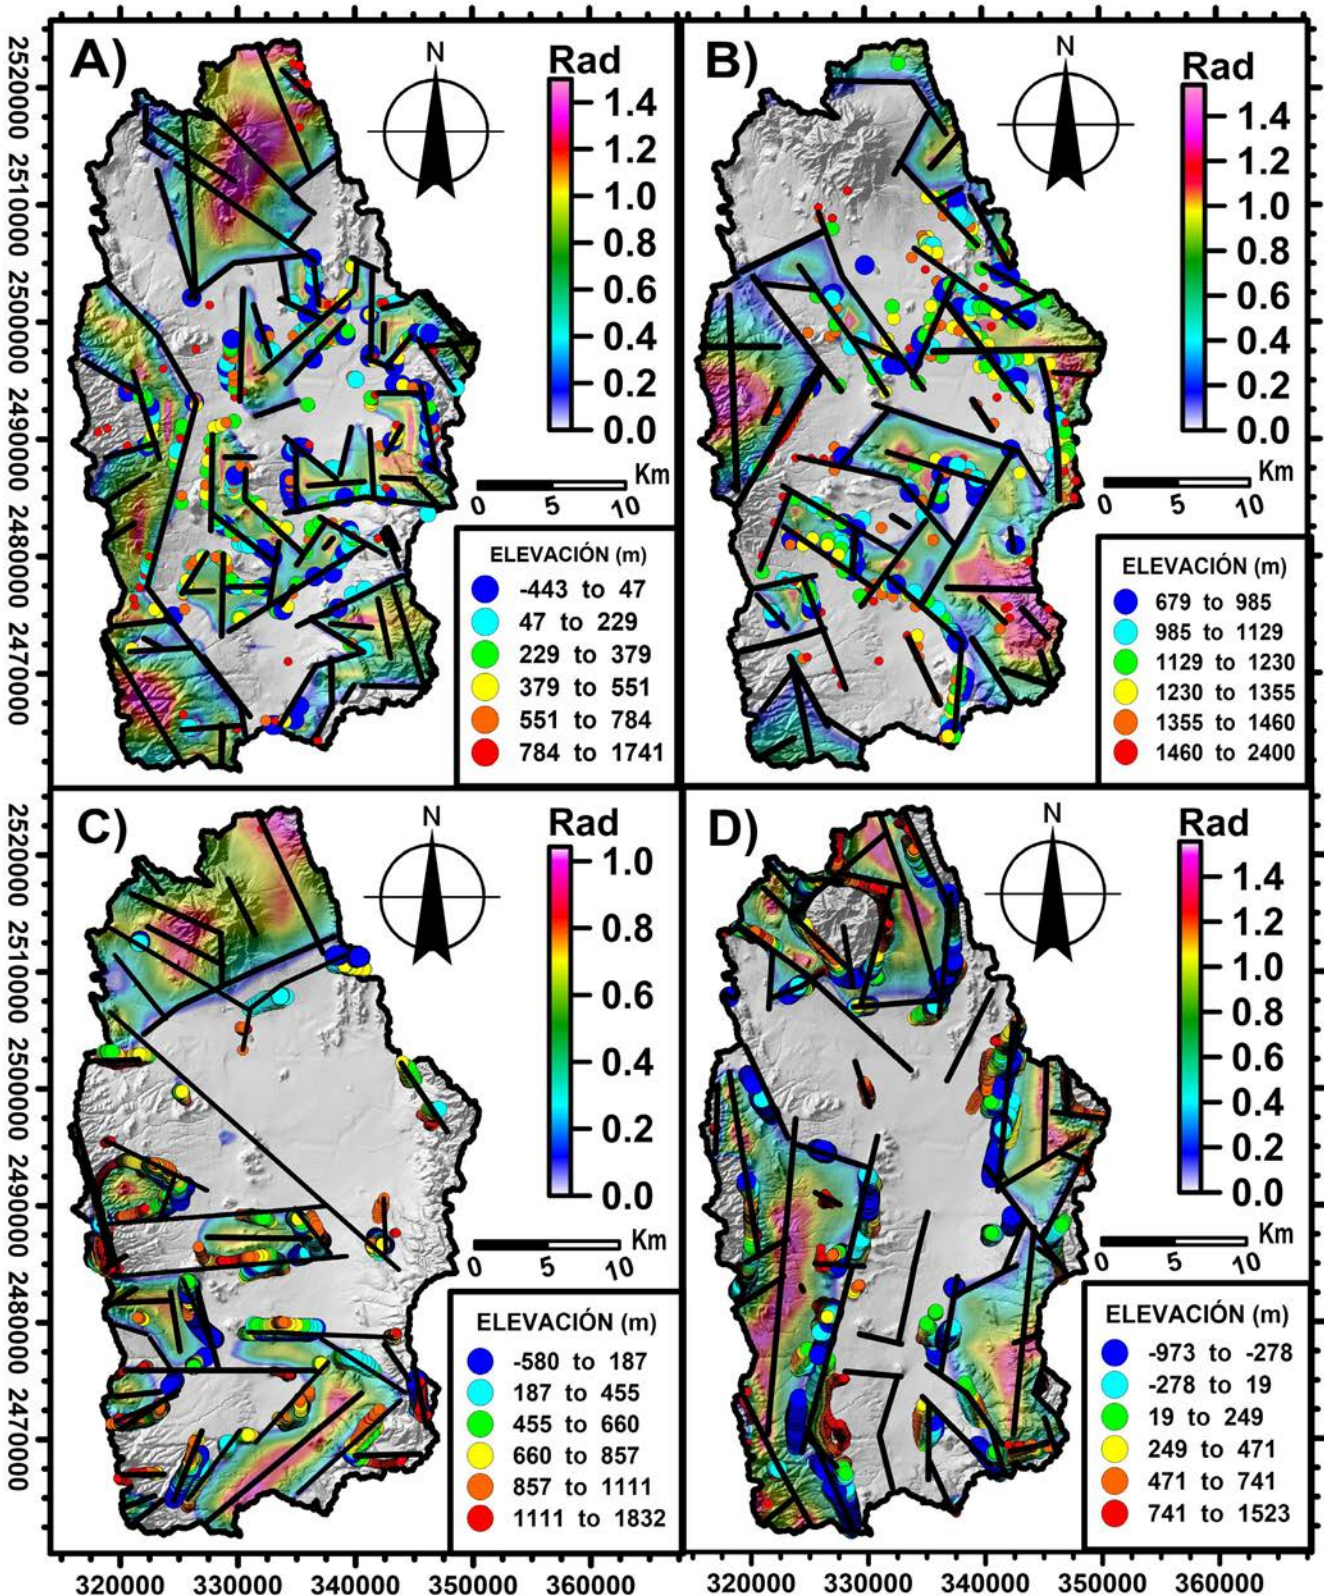 A)
N
Rad
1.4
1.2
1.0
0.8
0.6
0.4
0.2
0.0
Km
0 5 10
ELEVACIÓN (m)
-443 to 47
47 to 229
229 to 379
379 to 551
551 to 784
784 to 1741
2520000
2510000
2500000
2490000
2480000
2470000
B)
N
Rad
1.4
1.2
1.0
0.8
0.6
0.4
0.2
0.0
Km
0 5 10
ELEVACIÓN (m)
679 to 985
985 to 1129
1129 to 1230
1230 to 1355
1355 to 1460
1460 to 2400
C)
N
Rad
1.0
0.8
0.6
0.4
0.2
0.0
Km
0 5 10
ELEVACIÓN (m)
-580 to 187
187 to 455
455 to 660
660 to 857
857 to 1111
1111 to 1832
2520000
2510000
2500000
2490000
2480000
2470000
320000 330000 340000 350000 360000
D)
N
Rad
1.4
1.2
1.0
0.8
0.6
0.4
0.2
0.0
Km
0 5 10
ELEVACIÓN (m)
-973 to -278
-278 to 19
19 to 249
249 to 471
471 to 741
741 to 1523
320000 330000 340000 350000 360000